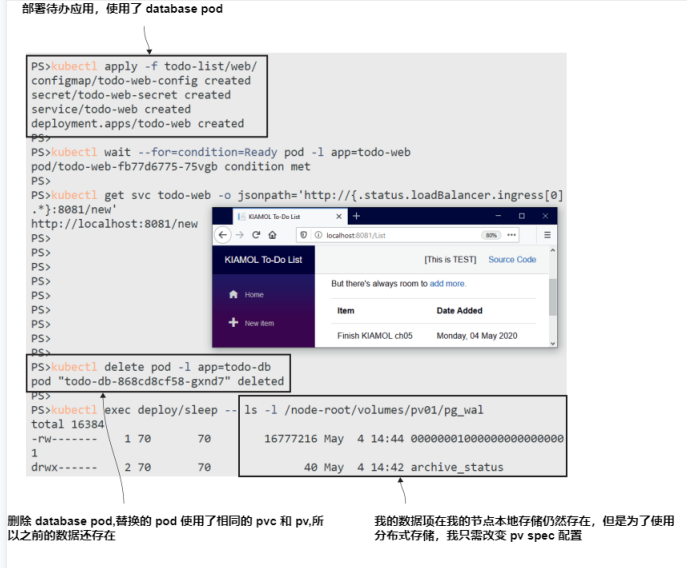 部署待办应用，使用了 database pod
PS>kubectl apply -f todo-list/web/
configmap/todo-web-config created
secret/todo-web-secret created
service/todo-web created
deployment.apps/todo-web created
PS>
PS>kubectl wait --for=condition=Ready pod -l app=todo-web
pod/todo-web-fb77d6775-75vgb condition met
PS>
PS>kubectl get svc todo-web -o jsonpath='http://{.status.loadBalancer.ingress[0]
.*}:8081/new'
http://localhost:8081/new
PS>
PS>
PS>
PS>
PS>
PS>
PS>
PS>
PS>
KIAMOL To-Do List
localhost:8081/List
80%
KIAMOL To-Do List
[This is TEST] Source Code
Home
New item
But there's always room to add more.
Item Date Added
Finish KIAMOL ch05 Monday, 04 May 2020
PS>kubectl delete pod -l app=todo-db
pod "todo-db-868cd8cf58-gxnd7" deleted
PS>
PS>kubectl exec deploy/sleep -- ls -l /node-root/volumes/pv01/pg_wal
total 16384
-rw------- 1 70 70 16777216 May 4 14:44 00000001000000000000000
1
drwx------ 2 70 70 40 May 4 14:42 archive_status
删除 database pod,替换的 pod 使用了相同的 pvc 和 pv,所
以之前的数据还存在
我的数据项在我的节点本地存储仍然存在，但是为了使用
分布式存储，我只需改变 pv spec 配置